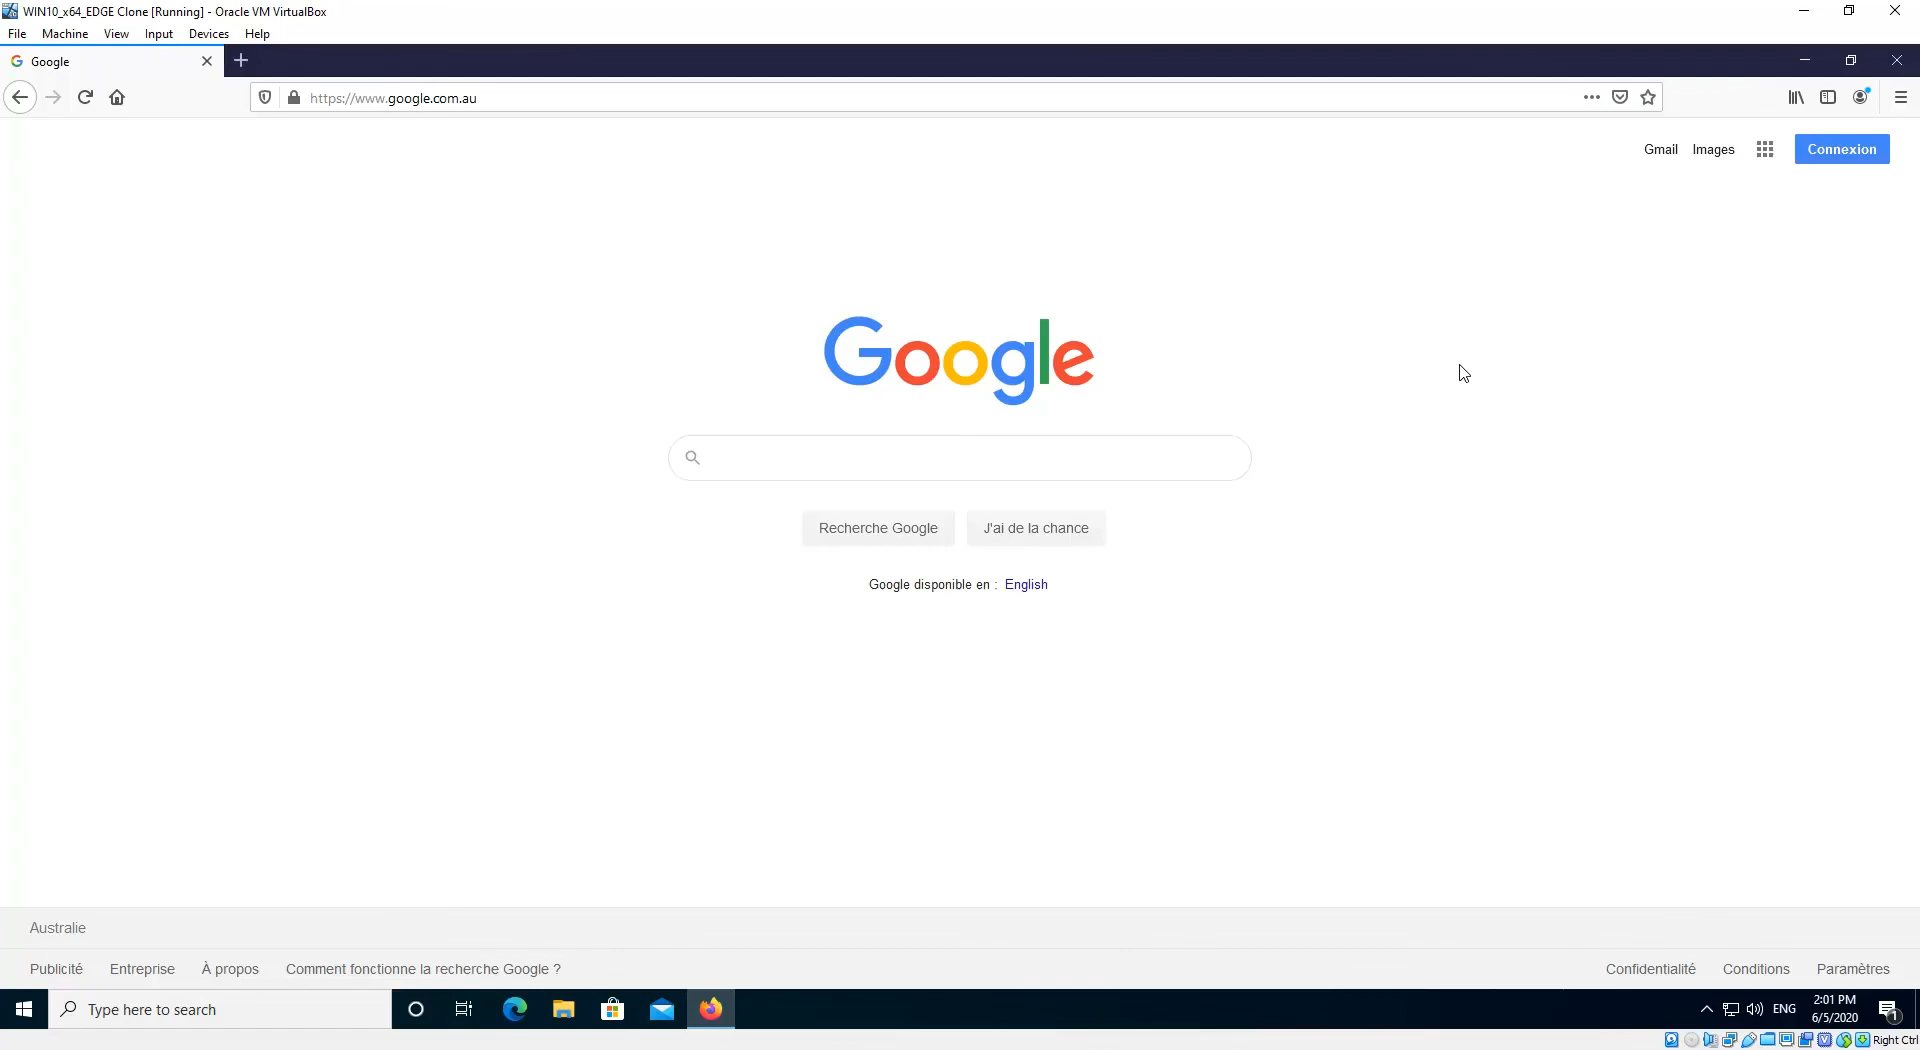 WIN10_x64_EDGE Clone [Running] - Oracle VM VirtualBox
File Machine View Input Devices Help
Google
https://www.google.com.au
Gmail Images Connexion
Google
Recherche Google J'ai de la chance
Google disponible en : English
Australie
Publicité Entreprise À propos Comment fonctionne la recherche Google ? Confidentialité Conditions Paramètres
Type here to search
ENG
2:01 PM
6/5/2020
1
Right Ctrl